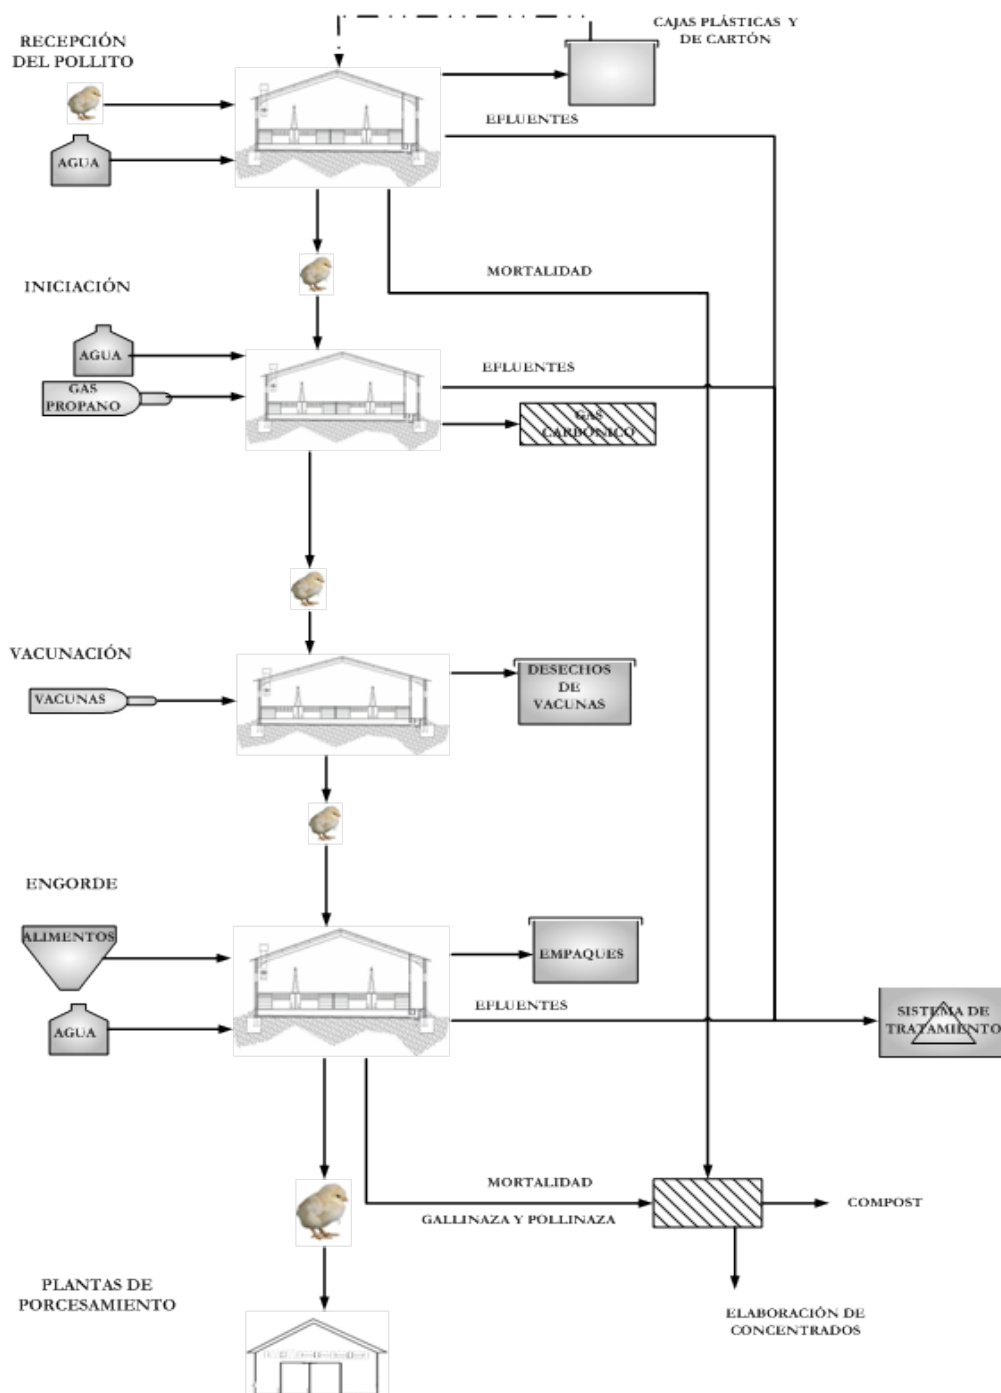 RECEPCIÓN
DEL POLLITO
CAJAS PLÁSTICAS Y
DE CARTÓN
AGUA
EFLUENTES
MORTALIDAD
INICIACIÓN
AGUA
GAS
PROPANO
EFLUENTES
GAS
CARBÓNICO
VACUNACIÓN
VACUNAS
DESECHOS
DE
VACUNAS
ENGORDE
ALIMENTOS
EMPAQUES
AGUA
EFLUENTES
SISTEMA DE
TRATAMIENTO
MORTALIDAD
GALLINAZA Y POLLINAZA
COMPOST
PLANTAS DE
PORCESAMIENTO
ELABORACIÓN DE
CONCENTRADOS